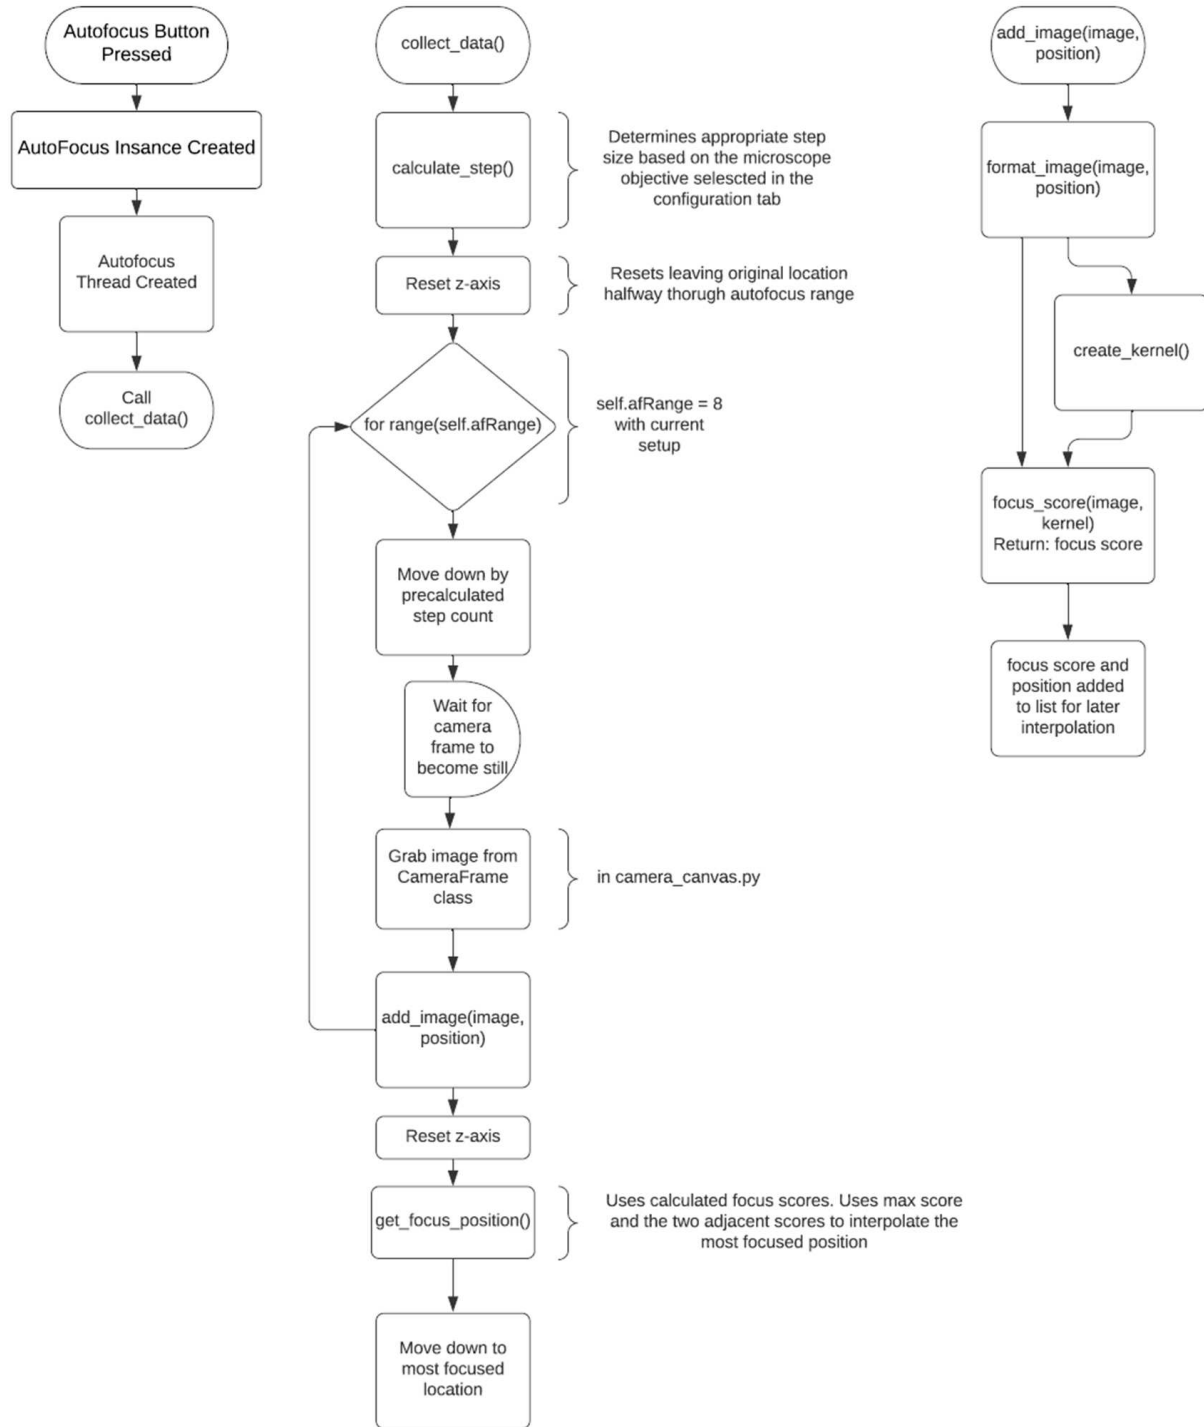 Autofocus Button
Pressed
AutoFocus Insance Created
Autofocus
Thread Created
Call
collect_data()
collect_data()
calculate_step()
Determines appropriate step
size based on the microscope
objective selescted in the
configuration tab
Reset z-axis
Resets leaving original location
halfway thorugh autofocus range
for range(self.afRange)
self.afRange = 8
with current
setup
Move down by
precalculated
step count
Wait for
camera
frame to
become still
Grab image from
CameraFrame
class
in camera_canvas.py
add_image(image,
position)
Reset z-axis
get_focus_position()
Uses calculated focus scores. Uses max score
and the two adjacent scores to interpolate the
most focused position
Move down to
most focused
location
add_image(image,
position)
format_image(image,
position)
create_kernel()
focus_score(image,
kernel)
Return: focus score
focus score and
position added
to list for later
interpolation